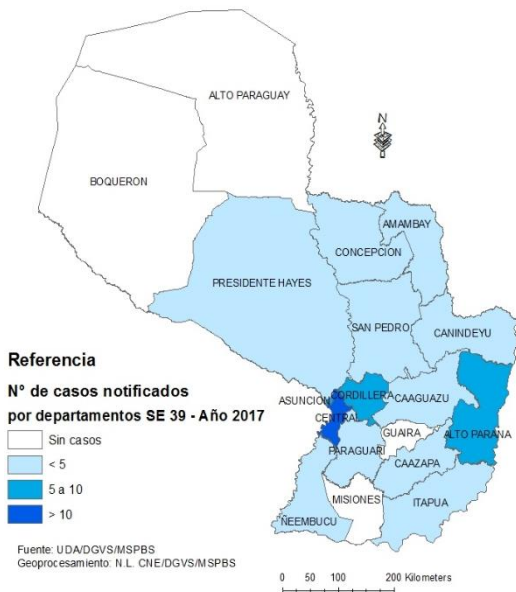 ALTO PARAGUAY
N
BOQUERON
AMAMBAY
CONCEPCION
PRESIDENTE HAYES
SAN PEDRO
CANINDEYU
ASUNCION
CORDILLERA
CAAGUAZU
CENTRAL
GUAIRA
ALTO PARANA
PARAGUARI
CAAZAPA
MISIONES
ITAPUA
ÑEEMBUCU
Referencia
N° de casos notificados
por departamentos SE 39 - Año 2017
Sin casos
< 5
5 a 10
> 10
Fuente: UDA/DGVS/MSPBS
Geoprocesamiento: N.L. CNE/DGVS/MSPBS
0 50 100 200 Kilometers